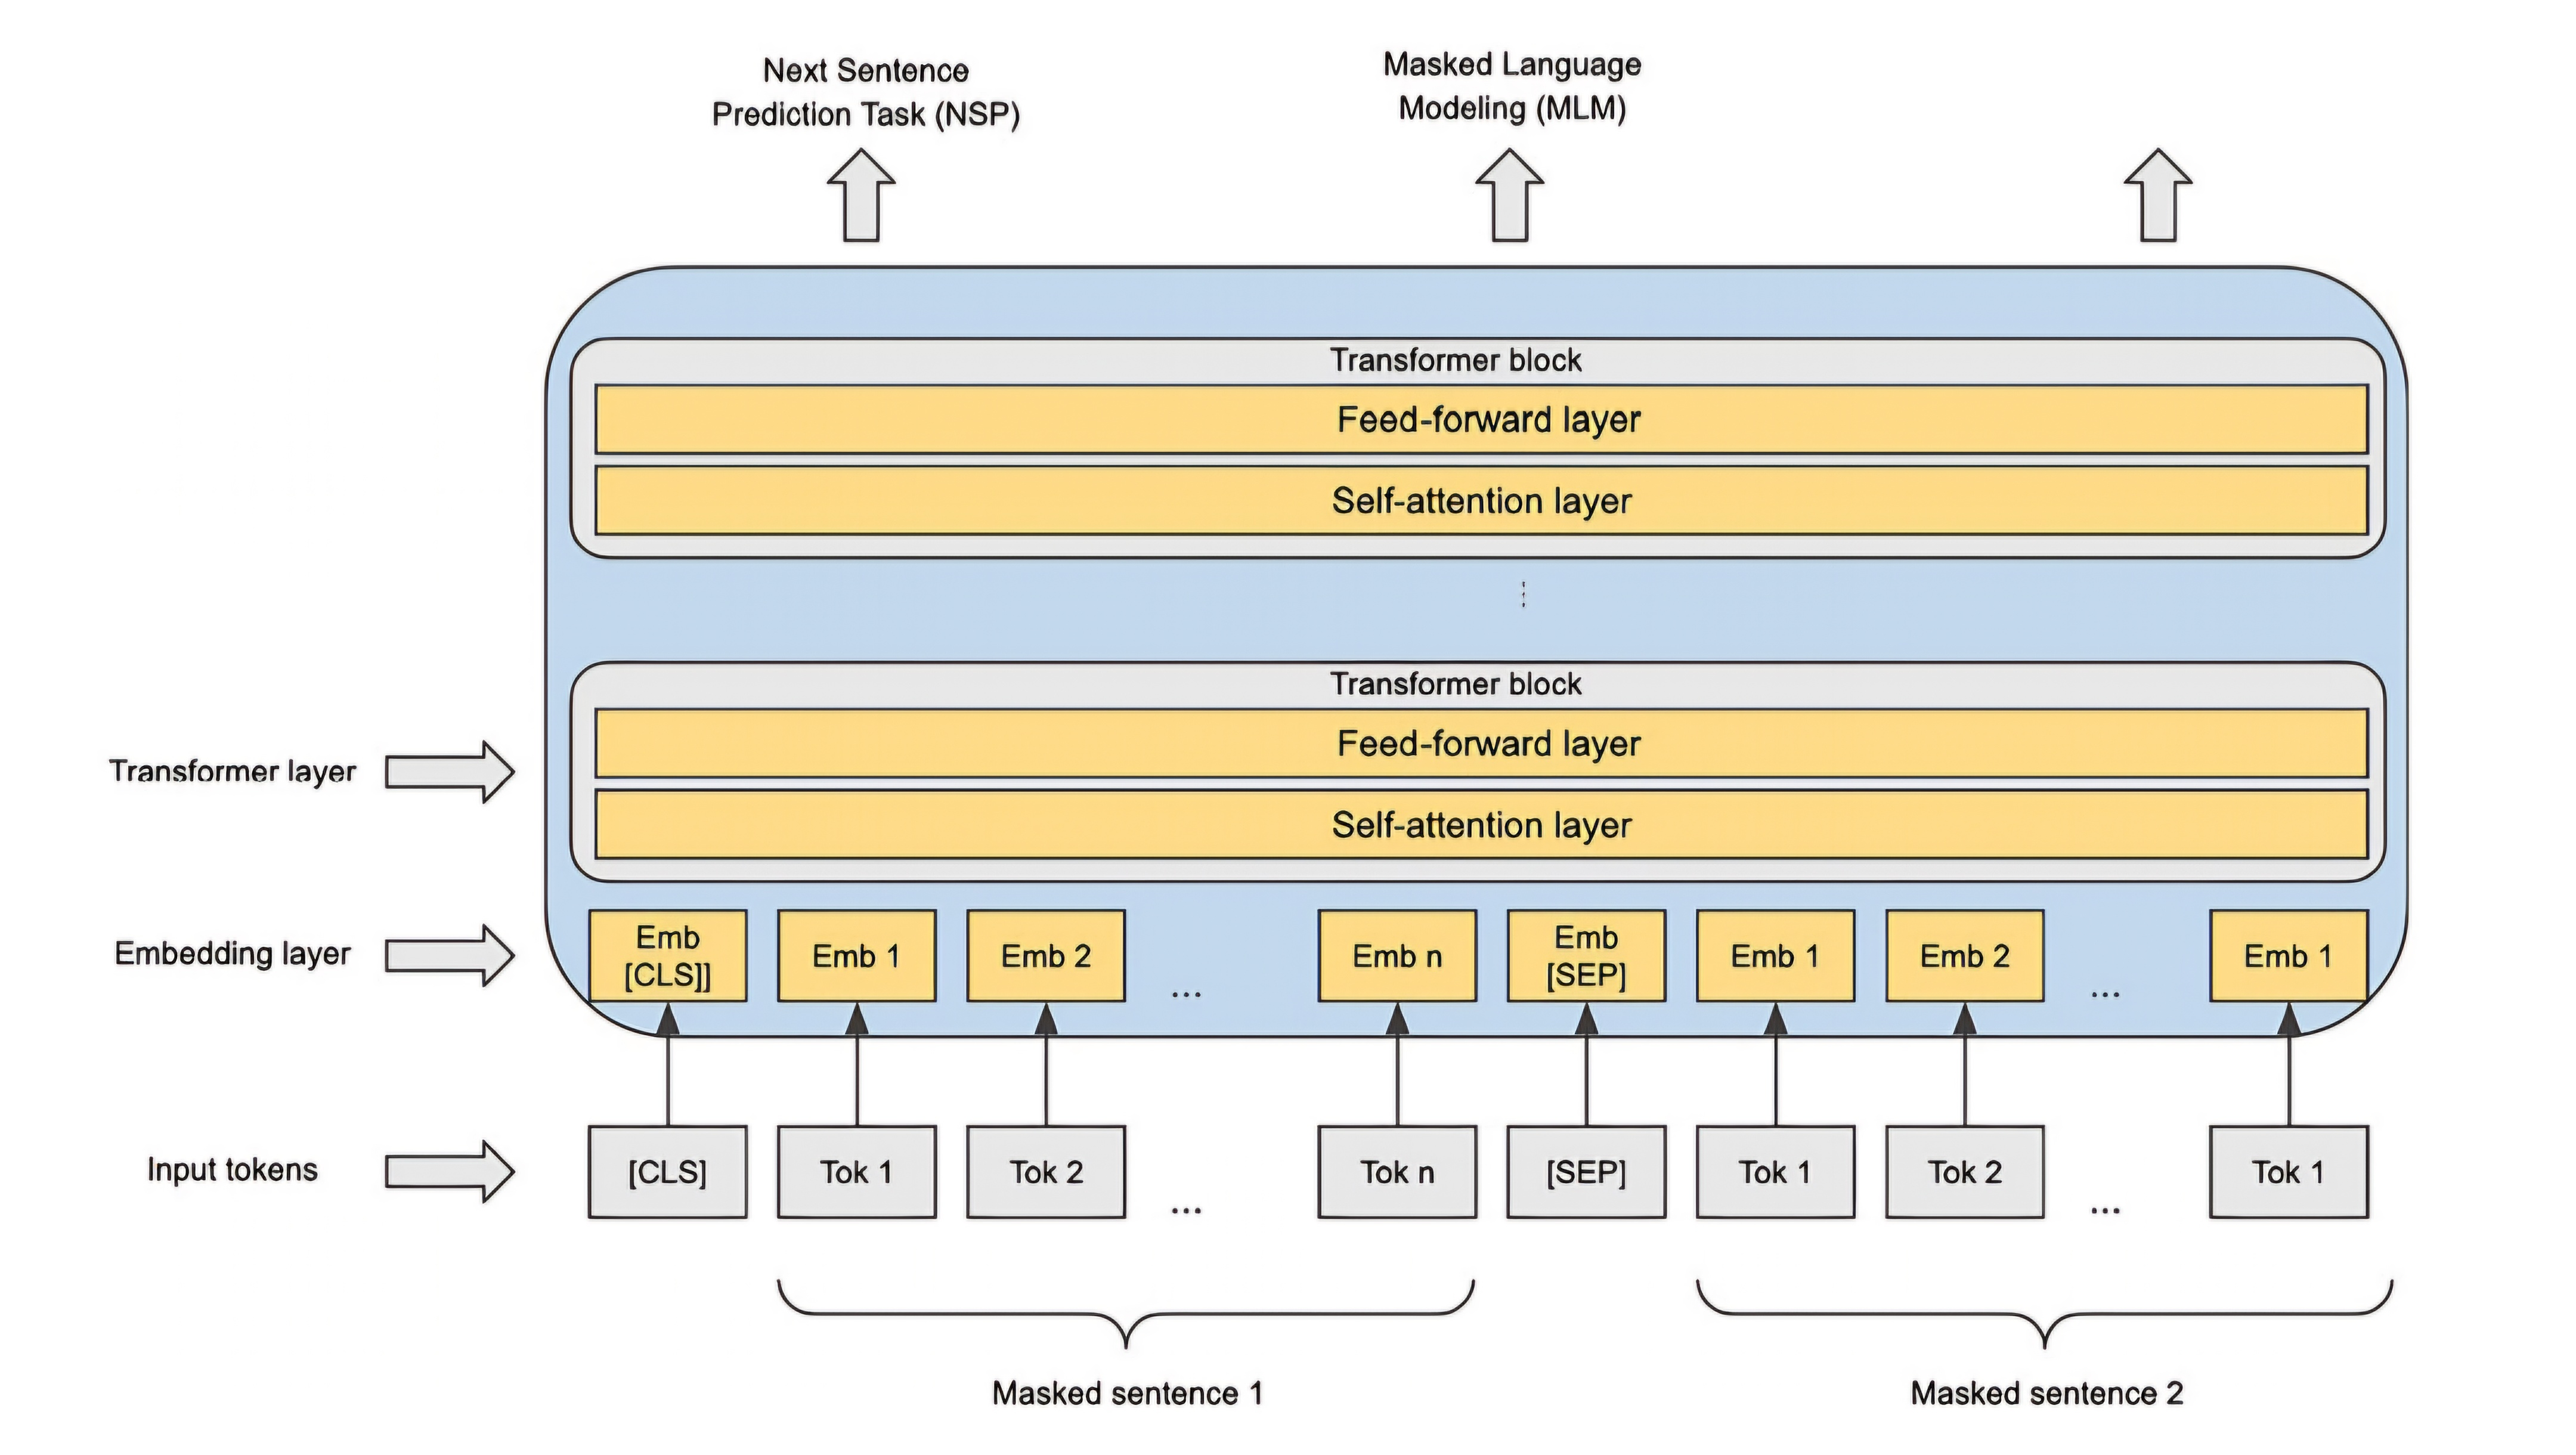 Next Sentence
Prediction Task (NSP)
Masked Language
Modeling (MLM)
Transformer block
Feed-forward layer
Self-attention layer
Transformer block
Feed-forward layer
Self-attention layer
Transformer layer
Embedding layer
Emb
[CLS]]
Emb 1
Emb 2
...
Emb n
Emb
[SEP]
Emb 1
Emb 2
...
Emb 1
Input tokens
[CLS]
Tok 1
Tok 2
...
Tok n
[SEP]
Tok 1
Tok 2
...
Tok 1
Masked sentence 1
Masked sentence 2